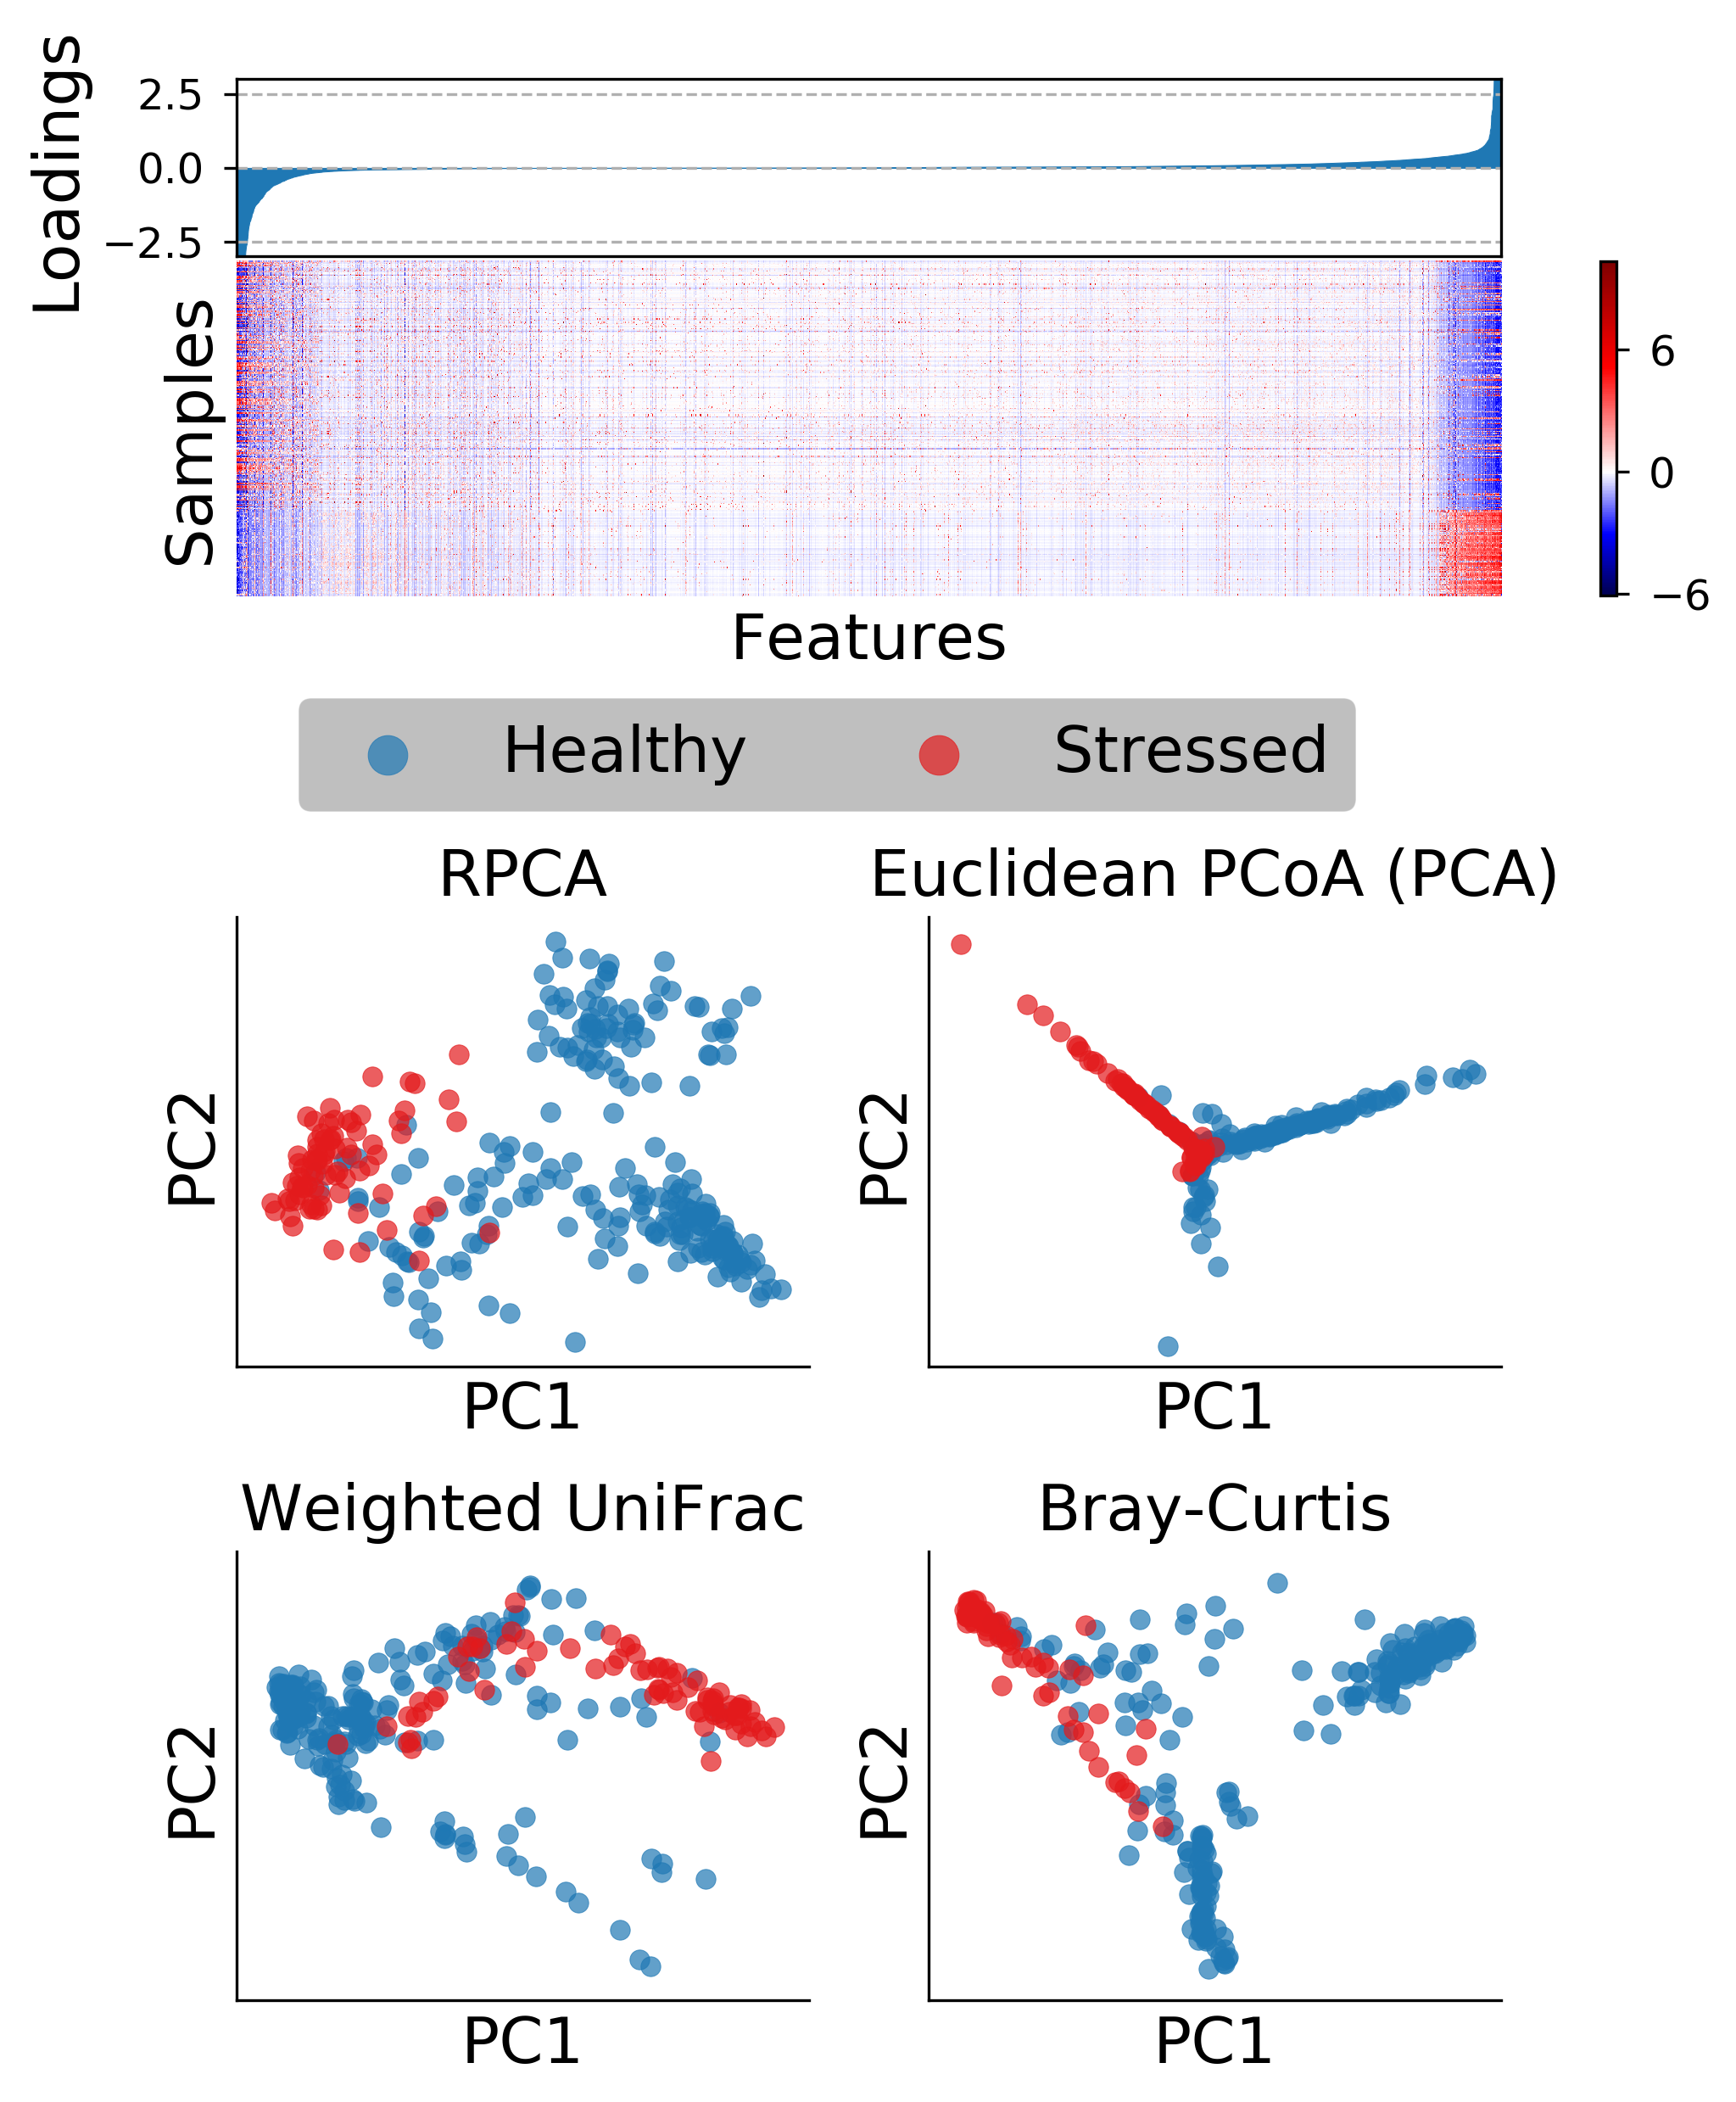 Loadings
2.5
0.0
−2.5
Samples
6
0
−6
Features
Healthy Stressed
RPCA
PC2
PC1
Euclidean PCoA (PCA)
PC2
PC1
Weighted UniFrac
PC2
PC1
Bray-Curtis
PC2
PC1